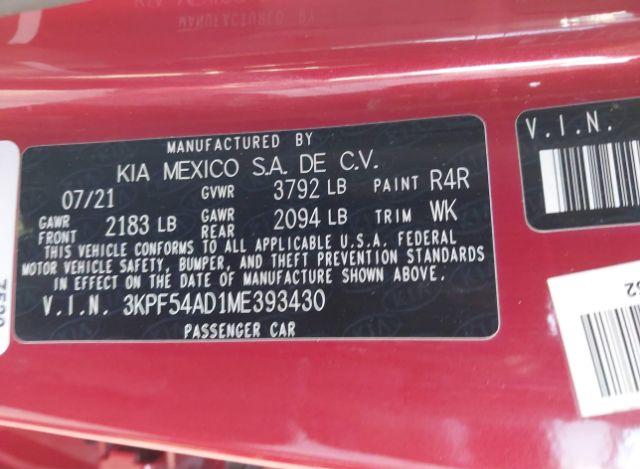 MANUFACTURED BY
KIA MEXICO S.A. DE C.V.
07/21 GVWR 3792 LB PAINT R4R
GAWR FRONT 2183 LB GAWR REAR 2094 LB TRIM WK
THIS VEHICLE CONFORMS TO ALL APPLICABLE U.S.A. FEDERAL
MOTOR VEHICLE SAFETY, BUMPER, AND THEFT PREVENTION STANDARDS
IN EFFECT ON THE DATE OF MANUFACTURE SHOWN ABOVE.
V.I.N. 3KPF54AD1ME393430
PASSENGER CAR
V.I.N.